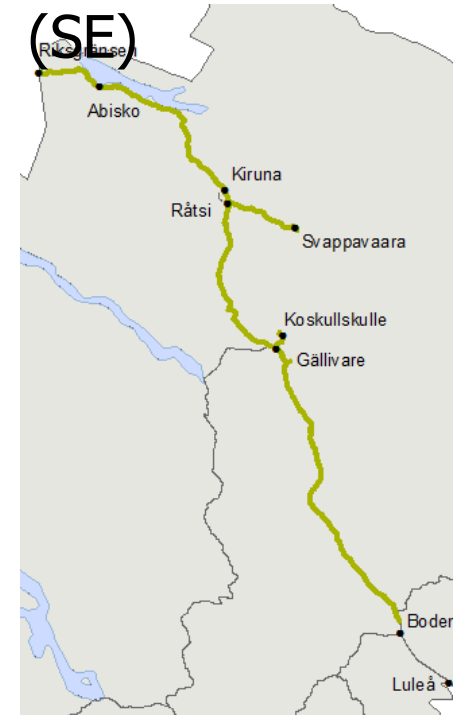 (SE)
Riksgränsen
Abisko
Kiruna
Råtsi
Svappavaara
Koskullskulle
Gällivare
Boden
Luleå